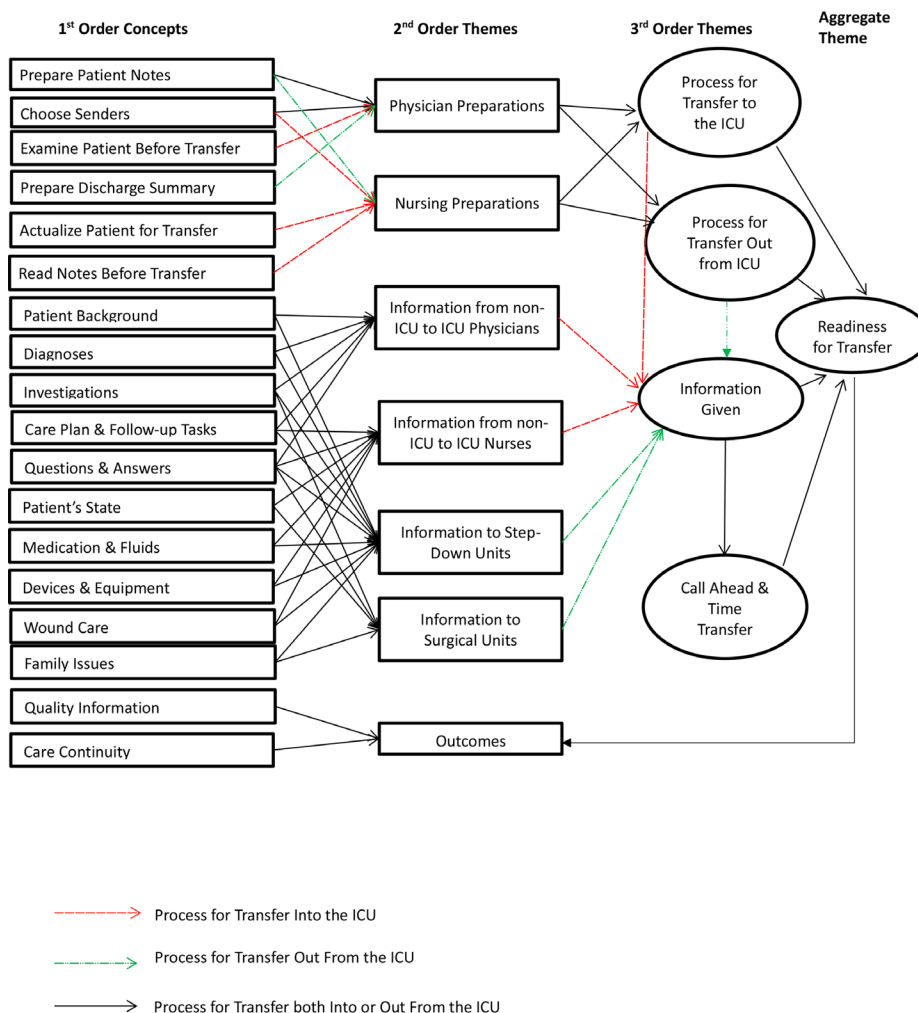 1st Order Concepts
2nd Order Themes
3rd Order Themes
Aggregate
Theme
Prepare Patient Notes
Choose Senders
Examine Patient Before Transfer
Prepare Discharge Summary
Actualize Patient for Transfer
Read Notes Before Transfer
Patient Background
Diagnoses
Investigations
Care Plan & Follow-up Tasks
Questions & Answers
Patient's State
Medication & Fluids
Devices & Equipment
Wound Care
Family Issues
Quality Information
Care Continuity
Physician Preparations
Nursing Preparations
Information from non-
ICU to ICU Physicians
Information from non-
ICU to ICU Nurses
Information to Step-
Down Units
Information to
Surgical Units
Outcomes
Process for
Transfer to
the ICU
Process for
Transfer Out
from ICU
Information
Given
Call Ahead &
Time
Transfer
Readiness
for Transfer
Process for Transfer Into the ICU
Process for Transfer Out From the ICU
Process for Transfer both Into or Out From the ICU